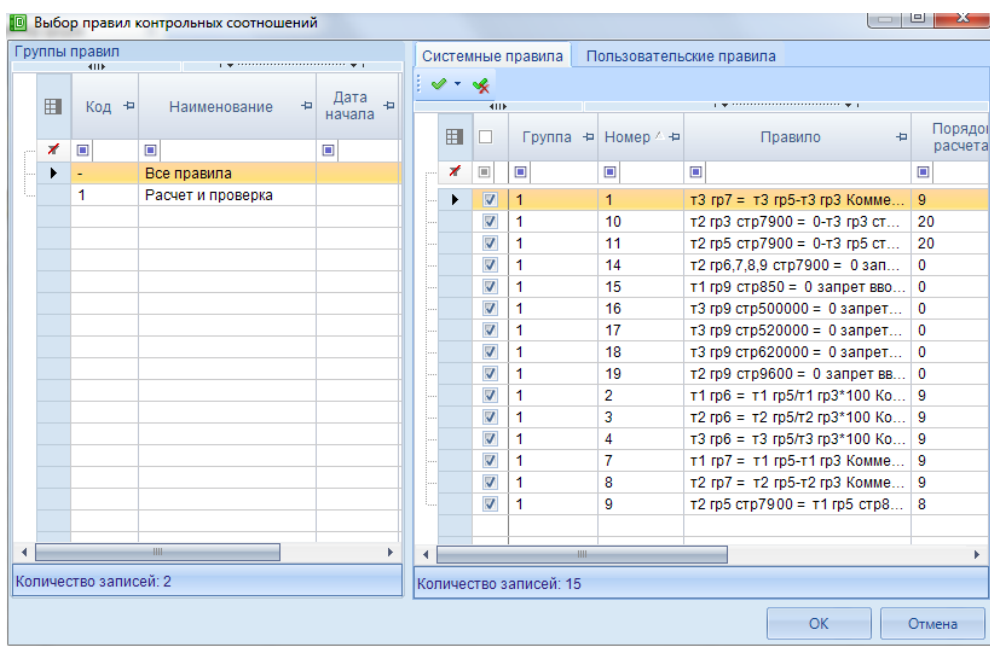 Выбор правил контрольных соотношений
Группы правил
Код Наименование Дата начала
- Все правила
1 Расчет и проверка
Количество записей: 2
Системные правила Пользовательские правила
Группа Номер Правило Порядо расчета
1 1 т3 гр7 = т3 гр5-т3 гр3 Комме... 9
1 10 т2 гр3 стр7900 = 0-т3 гр3 ст... 20
1 11 т2 гр5 стр7900 = 0-т3 гр5 ст... 20
1 14 т2 гр6,7,8,9 стр7900 = 0 зап... 0
1 15 т1 гр9 стр850 = 0 запрет вво... 0
1 16 т3 гр9 стр500000 = 0 запрет... 0
1 17 т3 гр9 стр520000 = 0 запрет... 0
1 18 т3 гр9 стр620000 = 0 запрет... 0
1 19 т2 гр9 стр9600 = 0 запрет вв... 0
1 2 т1 гр6 = т1 гр5/т1 гр3*100 Ко... 9
1 3 т2 гр6 = т2 гр5/т2 гр3*100 Ко... 9
1 4 т3 гр6 = т3 гр5/т3 гр3*100 Ко... 9
1 7 т1 гр7 = т1 гр5-т1 гр3 Комме... 9
1 8 т2 гр7 = т2 гр5-т2 гр3 Комме... 9
1 9 т2 гр5 стр7900 = т1 гр5 стр8... 8
Количество записей: 15
ОК Отмена